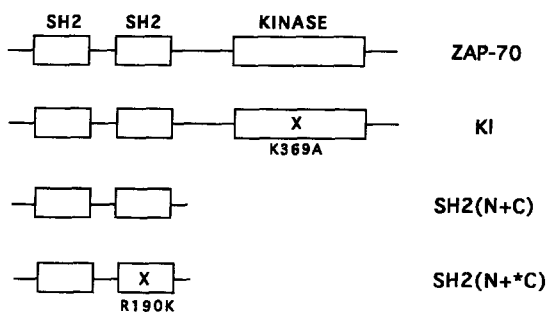 SH2 SH2 KINASE
ZAP-70
X KI
K369A
SH2(N+C)
X SH2(N+*C)
R190K